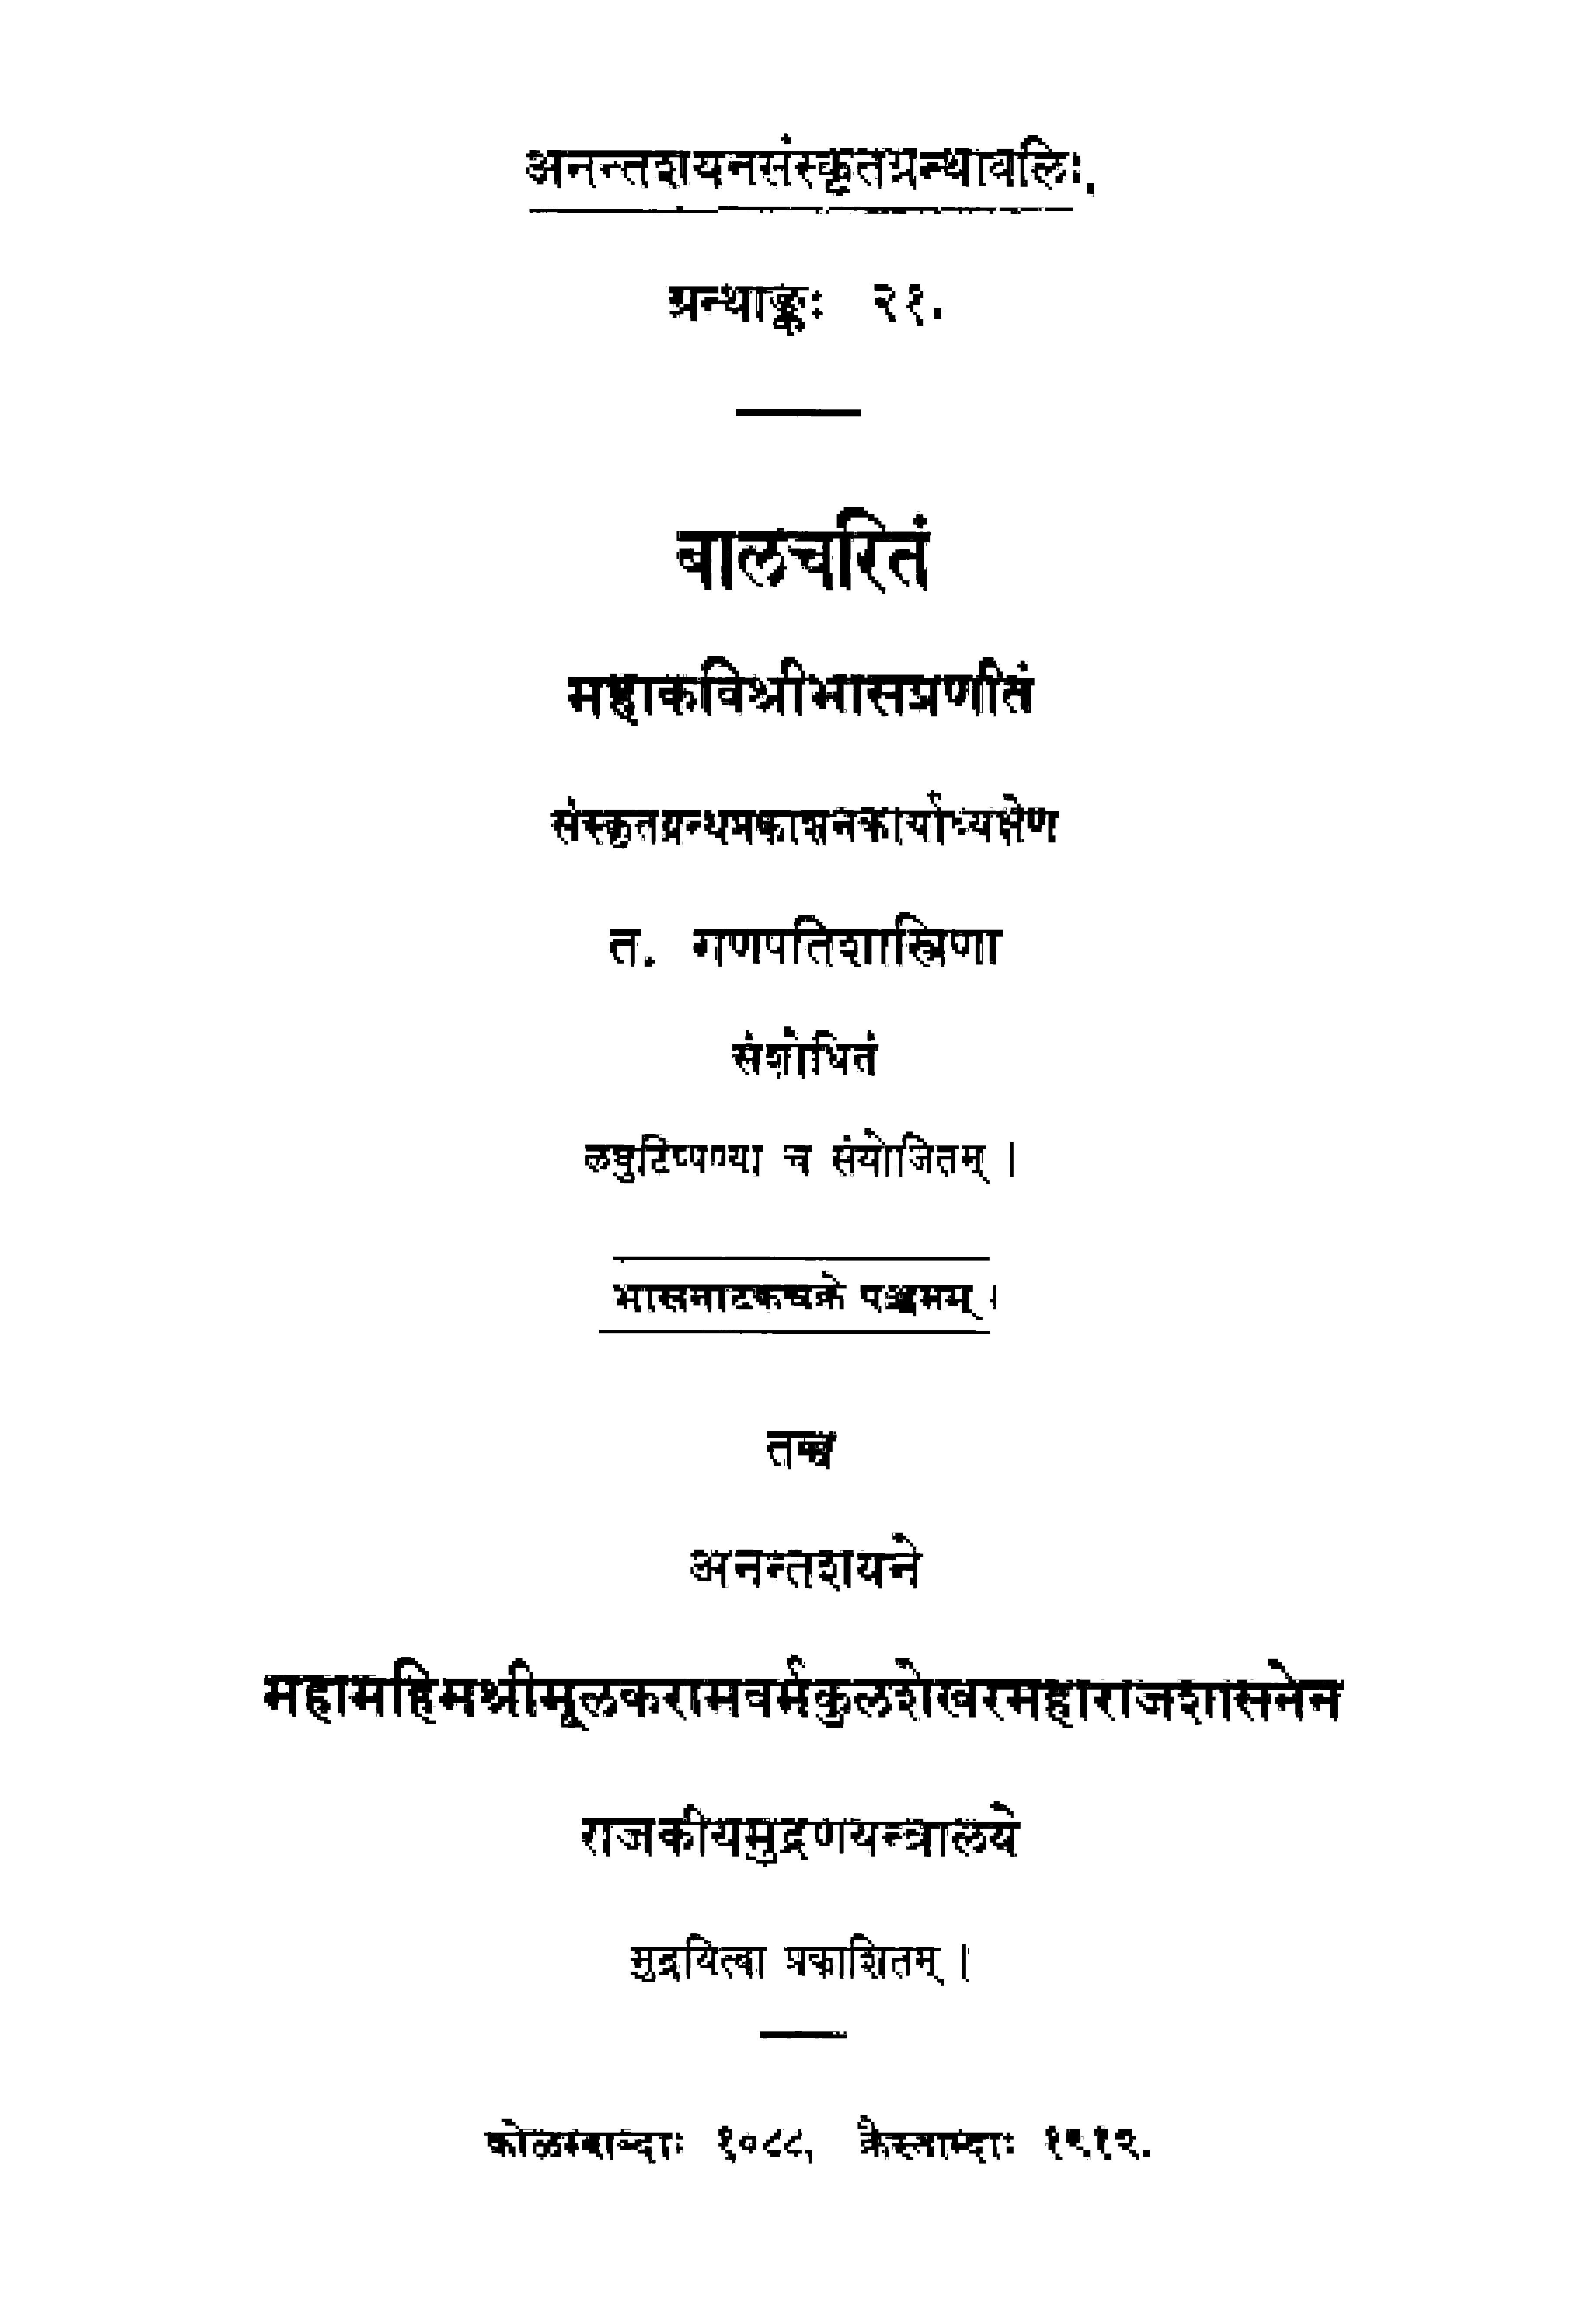 अनन्तशयनसंस्कृतग्रन्थावलिः.
ग्रन्थाङ्कः २१.
बालचरितं
महाकविश्रीभासप्रणीतं
संस्कृतग्रन्थप्रकाशनकार्याध्यक्षेण
त. गणपतिशास्त्रिणा
संशोधितं
लघुटिप्पण्या च संयोजितम् ।
भासनाटकचक्रे पञ्चमम् ।
तच्च
अनन्तशयने
महामहिमश्रीमूलकरामवर्मकुलशेखरमहाराजशासनेन
राजकीयमुद्रणयन्त्रालये
मुद्रयित्वा प्रकाशितम् ।
कोळम्बाब्दाः १०८८, क्रैस्ताब्दाः १९१२.